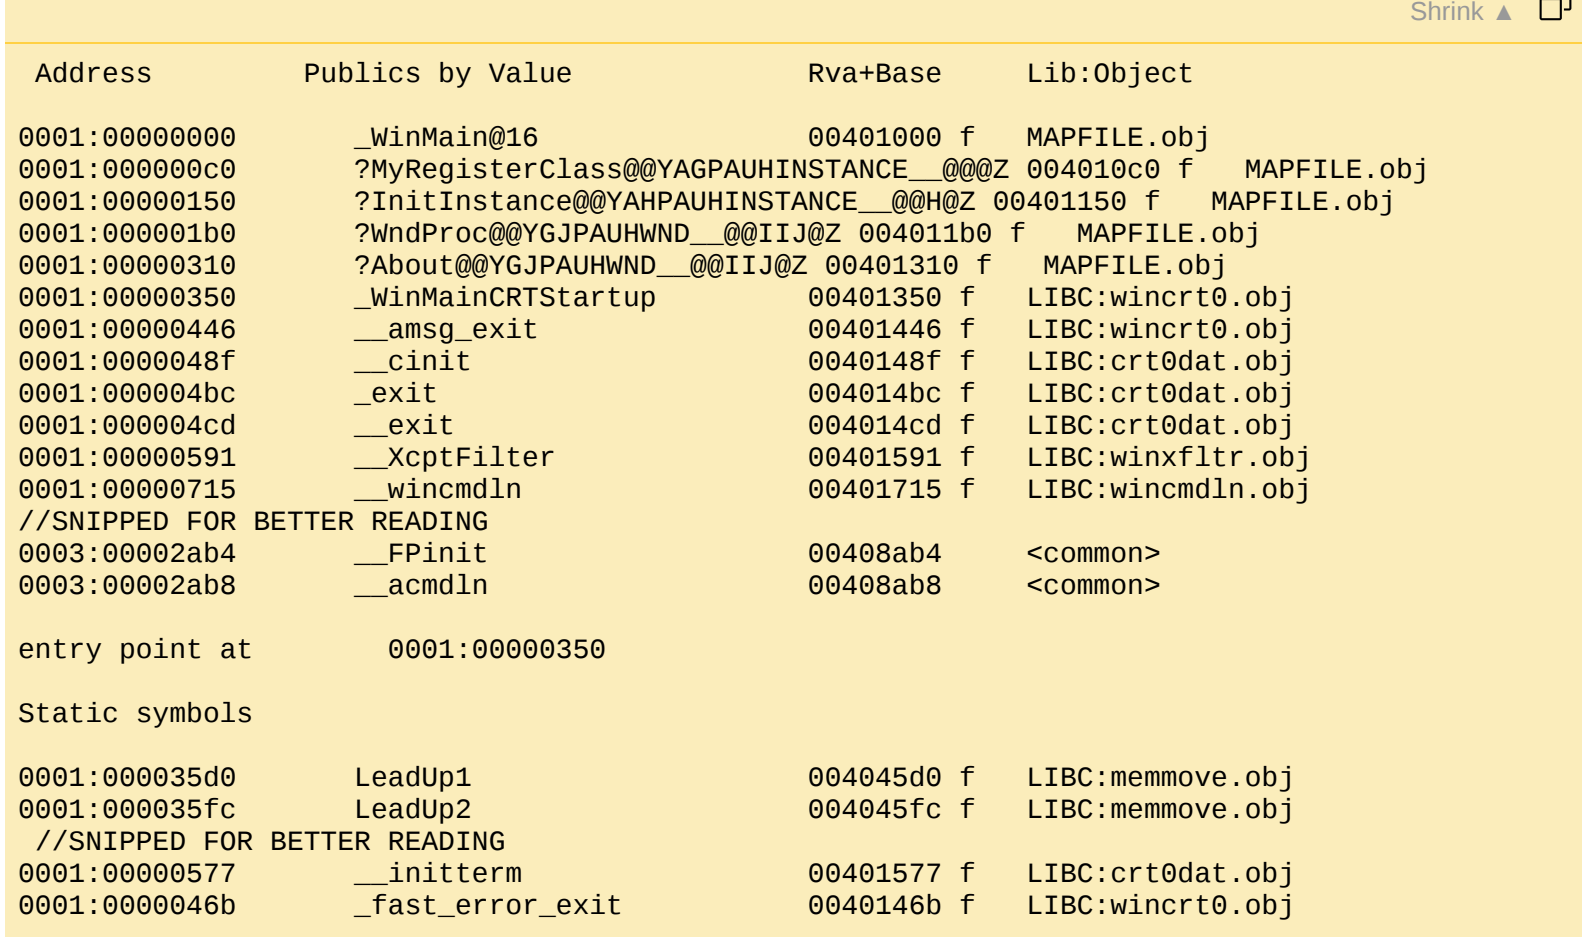 Shrink ▲
Address Publics by Value Rva+Base Lib:Object
0001:00000000 _WinMain@16 00401000 f MAPFILE.obj
0001:000000c0 ?MyRegisterClass@@YAGPAUHINSTANCE__@@@Z 004010c0 f MAPFILE.obj
0001:00000150 ?InitInstance@@YAHPAUHINSTANCE__@@H@Z 00401150 f MAPFILE.obj
0001:000001b0 ?WndProc@@YGJPAUHWND__@@IIJ@Z 004011b0 f MAPFILE.obj
0001:00000310 ?About@@YGJPAUHWND__@@IIJ@Z 00401310 f MAPFILE.obj
0001:00000350 _WinMainCRTStartup 00401350 f LIBC:wincrt0.obj
0001:00000446 __amsg_exit 00401446 f LIBC:wincrt0.obj
0001:0000048f __cinit 0040148f f LIBC:crt0dat.obj
0001:000004bc _exit 004014bc f LIBC:crt0dat.obj
0001:000004cd __exit 004014cd f LIBC:crt0dat.obj
0001:00000591 __XcptFilter 00401591 f LIBC:winxfltr.obj
0001:00000715 __wincmdln 00401715 f LIBC:wincmdln.obj
//SNIPPED FOR BETTER READING
0003:00002ab4 __FPinit 00408ab4 <common>
0003:00002ab8 __acmdln 00408ab8 <common>
entry point at 0001:00000350
Static symbols
0001:000035d0 LeadUp1 004045d0 f LIBC:memmove.obj
0001:000035fc LeadUp2 004045fc f LIBC:memmove.obj
//SNIPPED FOR BETTER READING
0001:00000577 __initterm 00401577 f LIBC:crt0dat.obj
0001:0000046b _fast_error_exit 0040146b f LIBC:wincrt0.obj